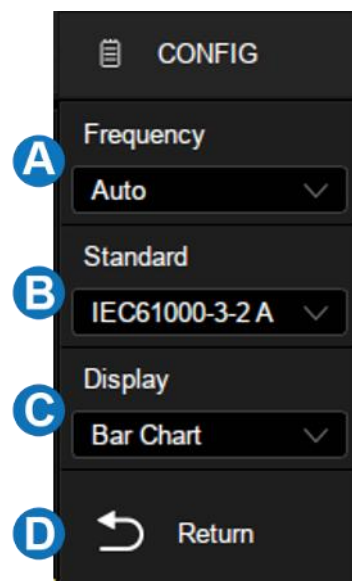 CONFIG
A
Frequency
Auto
B
Standard
IEC61000-3-2 A
C
Display
Bar Chart
D
Return